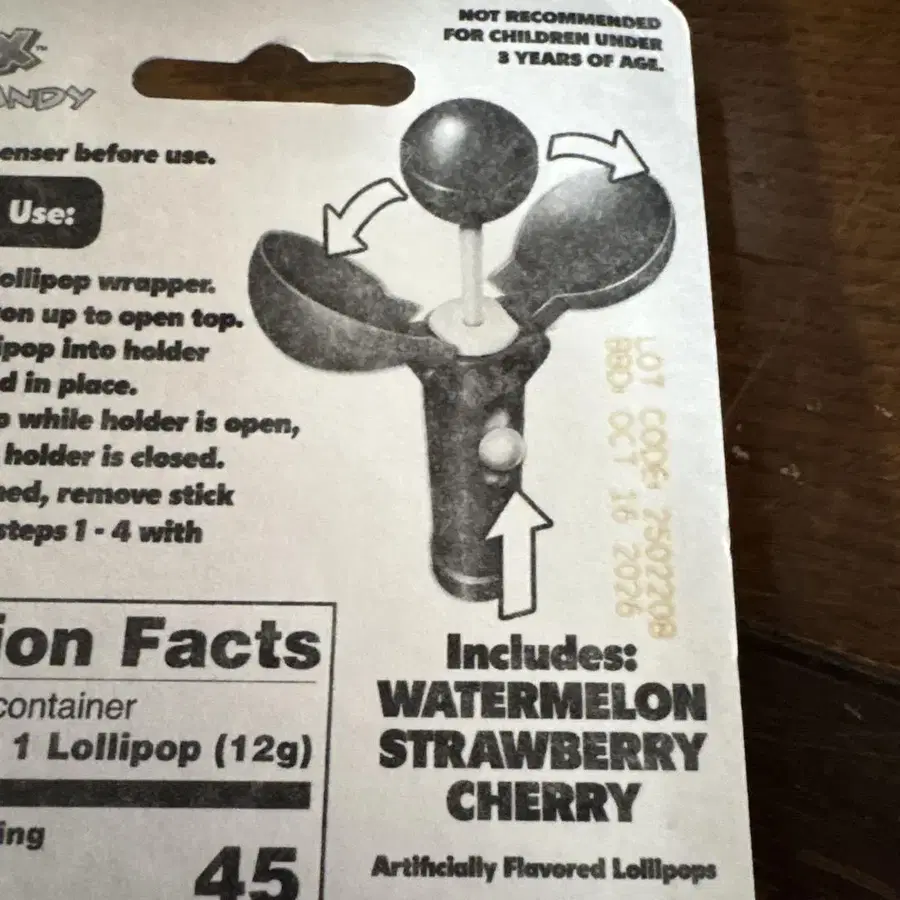 NOT RECOMMENDED
FOR CHILDREN UNDER
3 YEARS OF AGE.
X™
ANDY
enser before use.
Use:
ollipop wrapper.
on up to open top.
ipop into holder
d in place.
while holder is open,
holder is closed.
ned, remove stick
steps 1 - 4 with
LOT CODE 75072208
BBD. OCT 16 2026
ion Facts
container
1 Lollipop (12g)
ing
45
Includes:
WATERMELON
STRAWBERRY
CHERRY
Artificially Flavored Lollipops